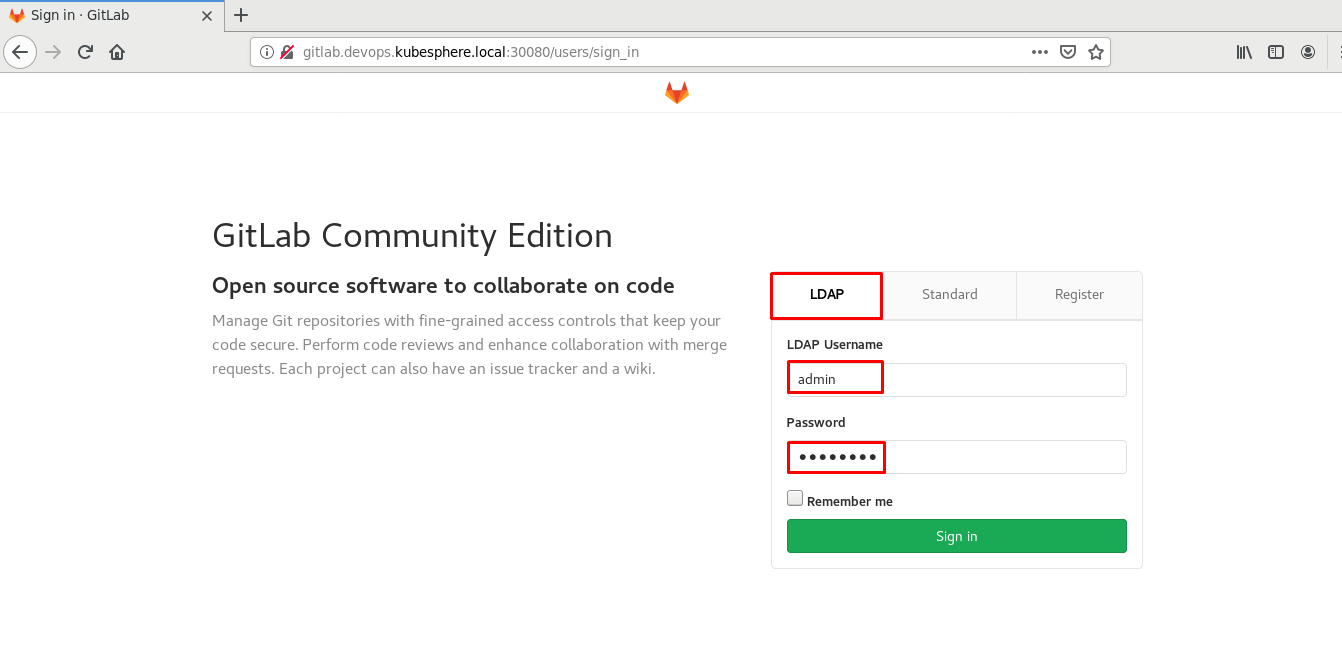 Sign in · GitLab
gitlab.devops.kubesphere.local:30080/users/sign_in
GitLab Community Edition
Open source software to collaborate on code
Manage Git repositories with fine-grained access controls that keep your
code secure. Perform code reviews and enhance collaboration with merge
requests. Each project can also have an issue tracker and a wiki.
LDAP Standard Register
LDAP Username
admin
Password
••••••••
Remember me
Sign in